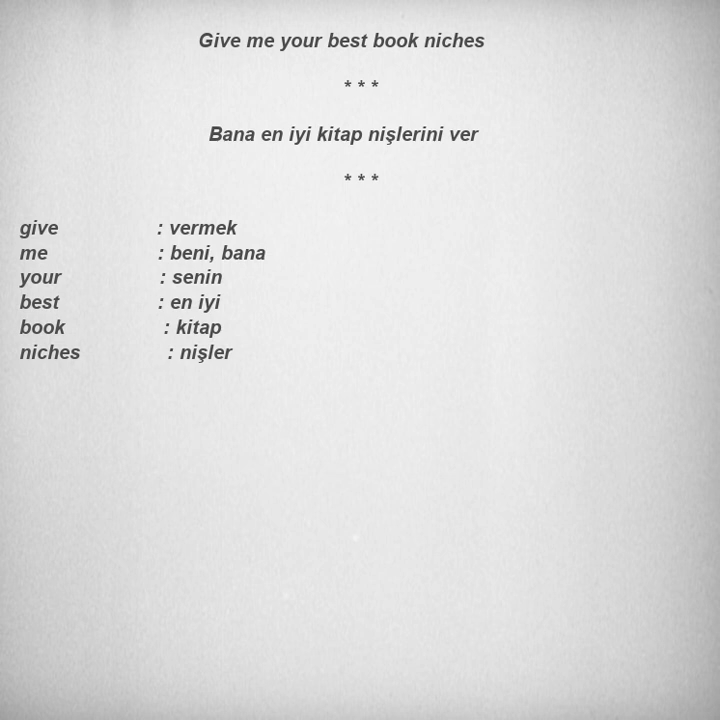 Give me your best book niches
* * *
Bana en iyi kitap nişlerini ver
* * *
give : vermek
me : beni, bana
your : senin
best : en iyi
book : kitap
niches : nişler